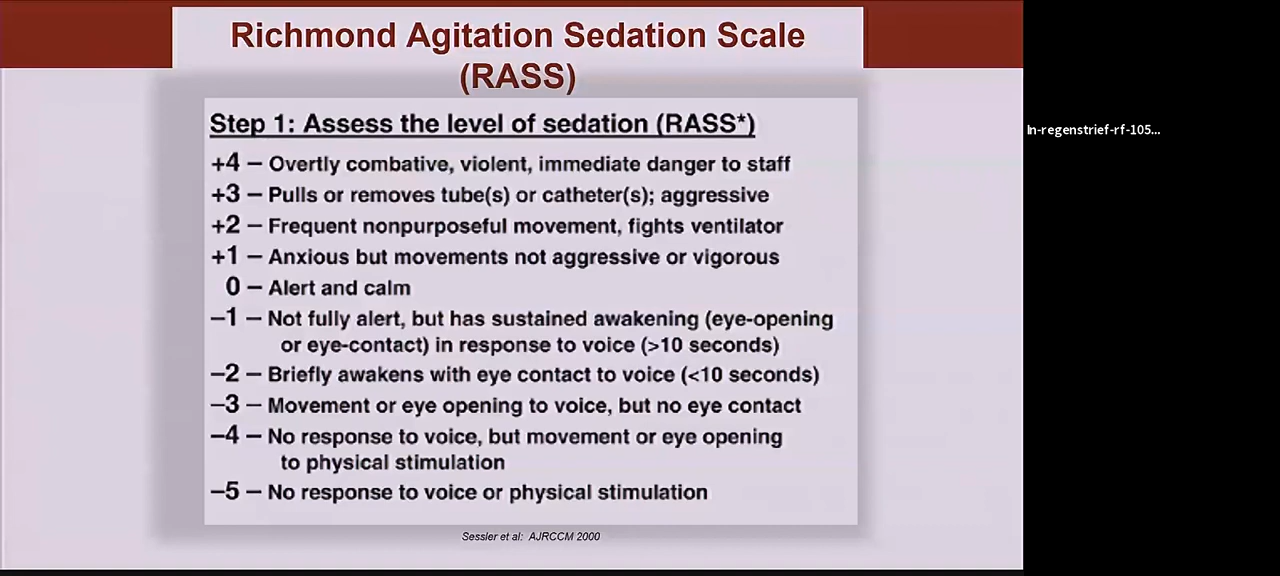 Richmond Agitation Sedation Scale
(RASS)
Step 1: Assess the level of sedation (RASS*)
+4 – Overtly combative, violent, immediate danger to staff
+3 – Pulls or removes tube(s) or catheter(s); aggressive
+2 – Frequent nonpurposeful movement, fights ventilator
+1 – Anxious but movements not aggressive or vigorous
0 – Alert and calm
–1 – Not fully alert, but has sustained awakening (eye-opening
or eye-contact) in response to voice (>10 seconds)
–2 – Briefly awakens with eye contact to voice (<10 seconds)
–3 – Movement or eye opening to voice, but no eye contact
–4 – No response to voice, but movement or eye opening
to physical stimulation
–5 – No response to voice or physical stimulation
Sessler et al: AJRCCM 2000
In-regenstrief-rf-105...